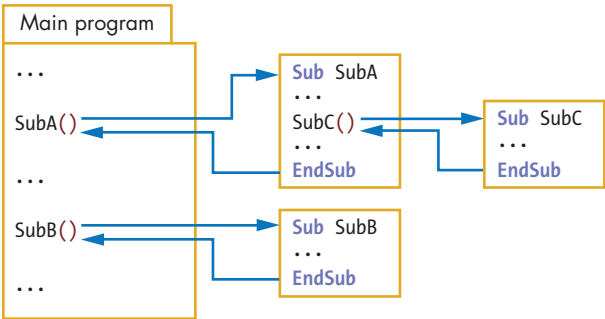 Main program
...
SubA()
...
SubB()
...
Sub SubA
...
SubC()
...
EndSub
Sub SubC
...
EndSub
Sub SubB
...
EndSub